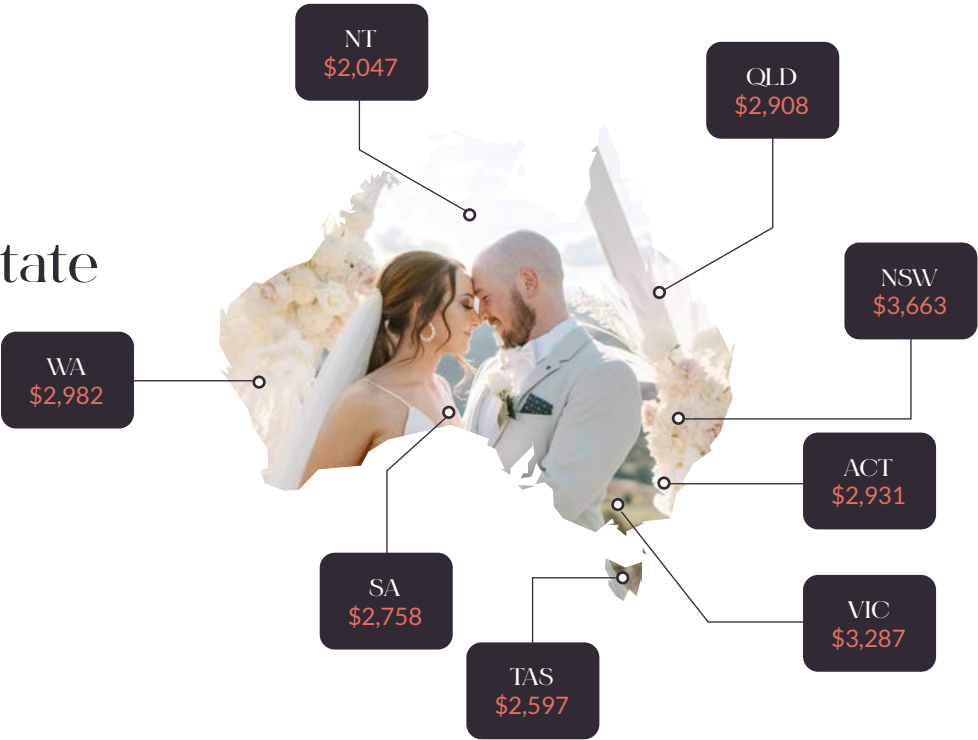 NT
$2,047
QLD
$2,908
tate
NSW
$3,663
WA
$2,982
ACT
$2,931
SA
$2,758
VIC
$3,287
TAS
$2,597